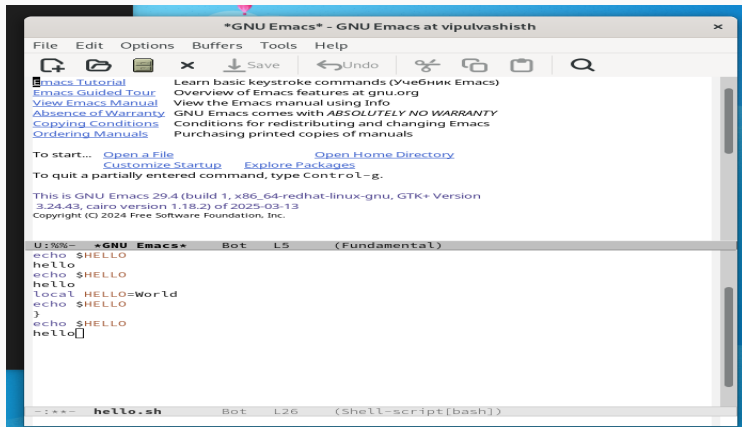 *GNU Emacs* - GNU Emacs at vipulvashisth ×
File Edit Options Buffers Tools Help
Save Undo
Emacs Tutorial Learn basic keystroke commands (Учебник Emacs)
Emacs Guided Tour Overview of Emacs features at gnu.org
View Emacs Manual View the Emacs manual using Info
Absence of Warranty GNU Emacs comes with ABSOLUTELY NO WARRANTY
Copying Conditions Conditions for redistributing and changing Emacs
Ordering Manuals Purchasing printed copies of manuals
To start... Open a File Open Home Directory
Customize Startup Explore Packages
To quit a partially entered command, type Control-g.
This is GNU Emacs 29.4 (build 1, x86_64-redhat-linux-gnu, GTK+ Version
3.24.43, cairo version 1.18.2) of 2025-03-13
Copyright (C) 2024 Free Software Foundation, Inc.
U:%%- *GNU Emacs* Bot L5 (Fundamental)
echo $HELLO
hello
echo $HELLO
hello
local HELLO=World
echo $HELLO
}
echo $HELLO
hello
-:**- hello.sh Bot L26 (Shell-script[bash])